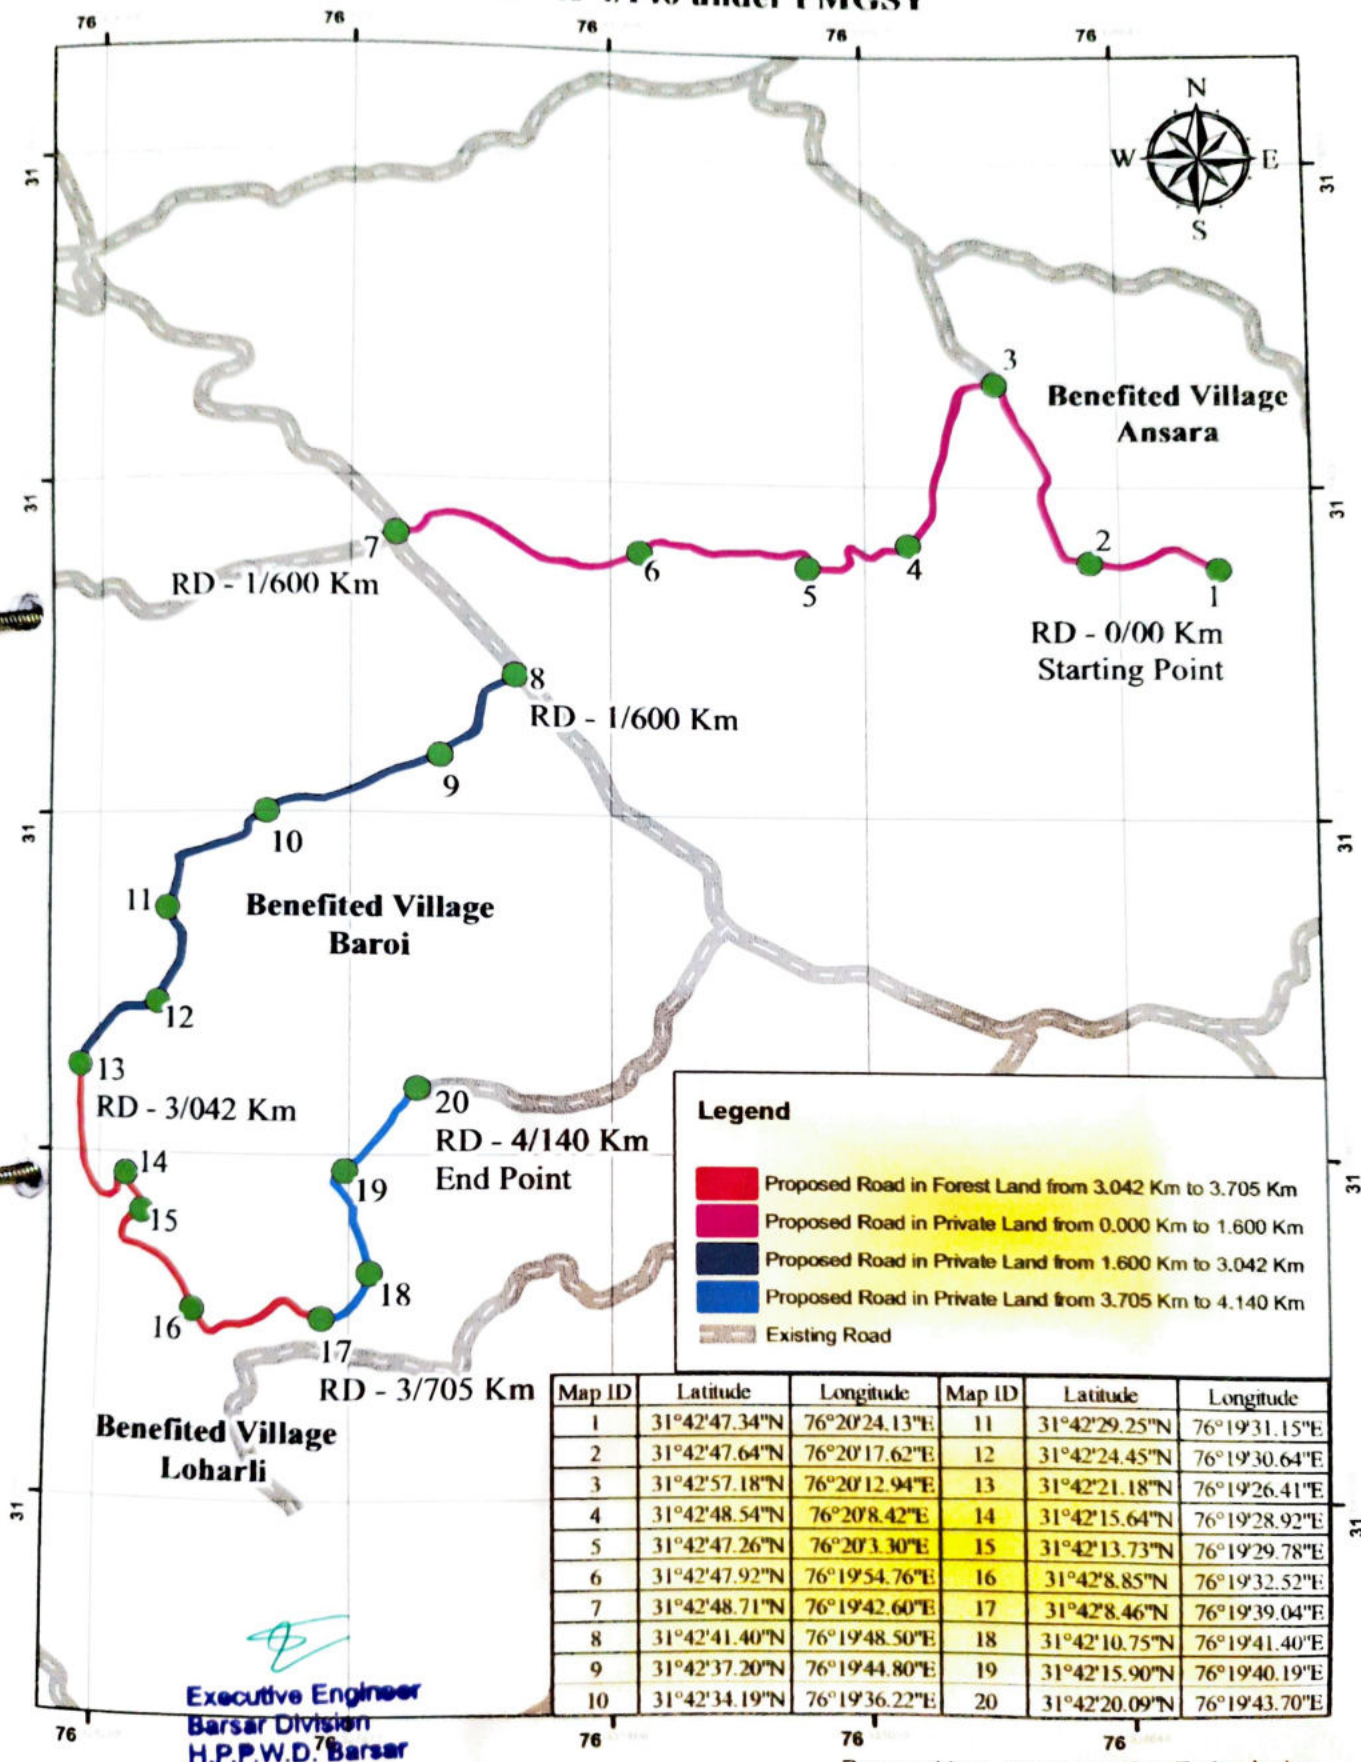 under PMGSY
76 76 76 76 76
N
W E
S
31 31
3
Benefited Village
Ansara
31 31
7 6 5 4 2 1
RD - 1/600 Km
RD - 0/00 Km
Starting Point
8
RD - 1/600 Km
9
10
31 31
11
Benefited Village
Baroi
12
13
RD - 3/042 Km
20
RD - 4/140 Km
End Point
14
15
19
18
16
17
RD - 3/705 Km
31 31
Benefited Village
Loharli
31 31
Legend
Proposed Road in Forest Land from 3.042 Km to 3.705 Km
Proposed Road in Private Land from 0.000 Km to 1.600 Km
Proposed Road in Private Land from 1.600 Km to 3.042 Km
Proposed Road in Private Land from 3.705 Km to 4.140 Km
Existing Road
Map ID Latitude Longitude Map ID Latitude Longitude
1 31°42'47.34"N 76°20'24.13"E 11 31°42'29.25"N 76°19'31.15"E
2 31°42'47.64"N 76°20'17.62"E 12 31°42'24.45"N 76°19'30.64"E
3 31°42'57.18"N 76°20'12.94"E 13 31°42'21.18"N 76°19'26.41"E
4 31°42'48.54"N 76°20'8.42"E 14 31°42'15.64"N 76°19'28.92"E
5 31°42'47.26"N 76°20'3.30"E 15 31°42'13.73"N 76°19'29.78"E
6 31°42'47.92"N 76°19'54.76"E 16 31°42'8.85"N 76°19'32.52"E
7 31°42'48.71"N 76°19'42.60"E 17 31°42'8.46"N 76°19'39.04"E
8 31°42'41.40"N 76°19'48.50"E 18 31°42'10.75"N 76°19'41.40"E
9 31°42'37.20"N 76°19'44.80"E 19 31°42'15.90"N 76°19'40.19"E
10 31°42'34.19"N 76°19'36.22"E 20 31°42'20.09"N 76°19'43.70"E
Executive Engineer
Barsar Division
H.P.P.W.D. Barsar
76 76 76 76 76